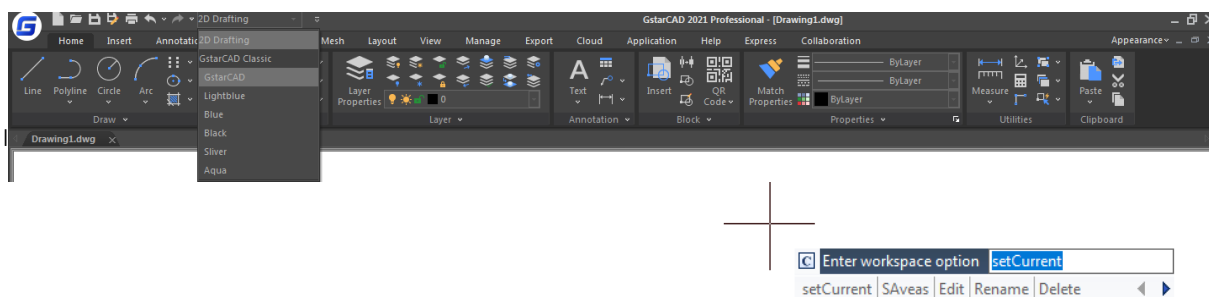 2D Drafting
GstarCAD 2021 Professional - [Drawing1.dwg]
Home Insert Annotatic Mesh Layout View Manage Export Cloud Application Help Express Collaboration Appearance
2D Drafting
GstarCAD Classic
GstarCAD
Lightblue
Blue
Black
Sliver
Aqua
Line Polyline Circle Arc
Draw
Layer
Properties
0
Layer
Text
Annotation
Insert QR
Code
Block
Match
Properties
ByLayer
ByLayer
ByLayer
Properties
Measure
Utilities
Paste
Clipboard
Drawing1.dwg
Enter workspace option setCurrent
setCurrent SAveas Edit Rename Delete